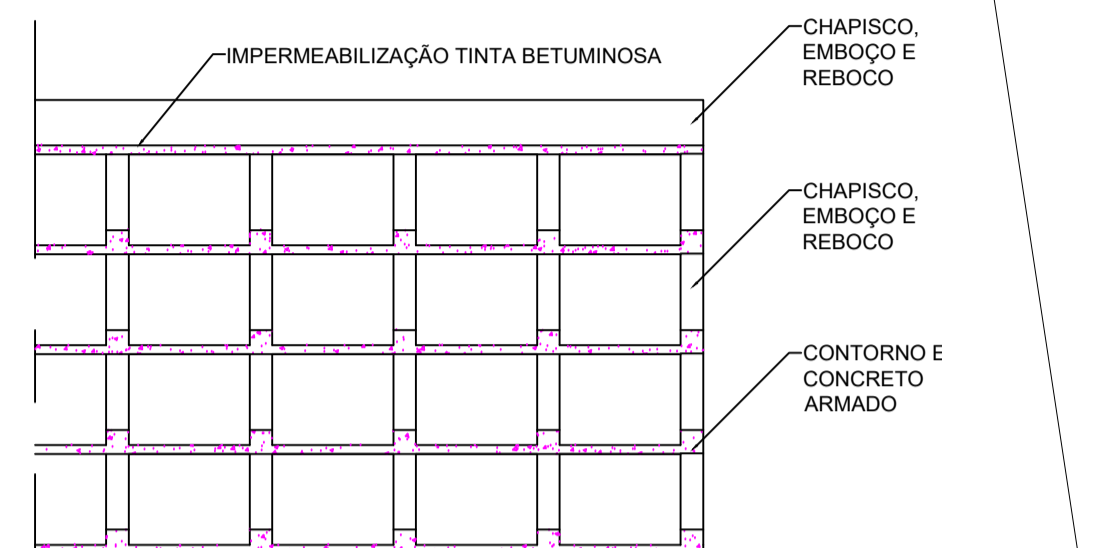 IMPERMEABILIZAÇÃO TINTA BETUMINOSA
CHAPISCO,
EMBOÇO E
REBOCO
CHAPISCO,
EMBOÇO E
REBOCO
CONTORNO E
CONCRETO
ARMADO